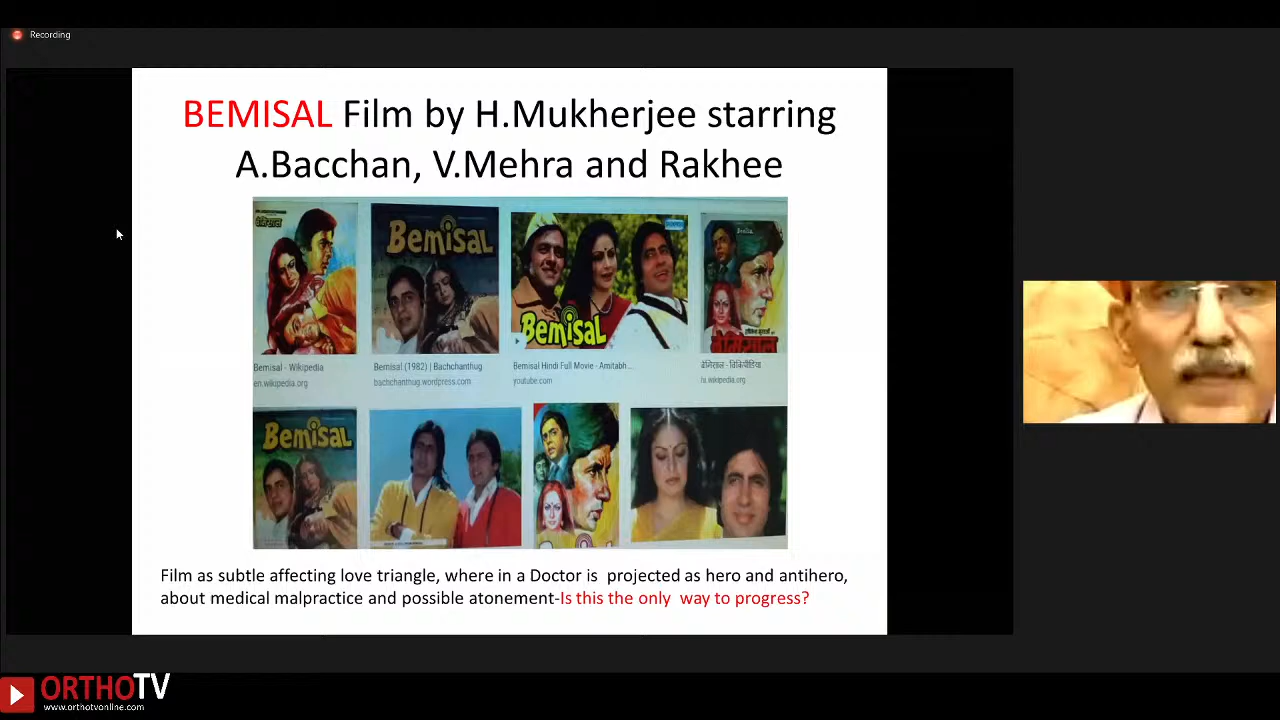 Recording
BEMISAL Film by H.Mukherjee starring
A.Bacchan, V.Mehra and Rakhee
बेमिसाल
Bemisal
Bemisal
बेमिसाल
Bemisal - Wikipedia
en.wikipedia.org
Bemisal (1982) | Bachchanthug
bachchanthug.wordpress.com
Bemisal Hindi Full Movie - Amitabh ...
youtube.com
बेमिसाल - विकिपीडिया
Bemisal
Film as subtle affecting love triangle, where in a Doctor is projected as hero and antihero,
about medical malpractice and possible atonement-Is this the only way to progress?
ORTHOTV
www.orthotvonline.com